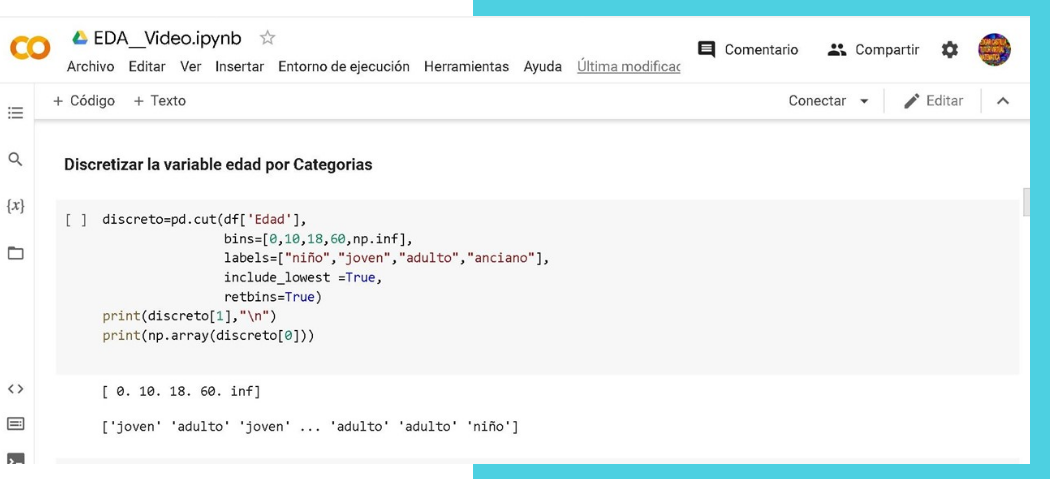 EDA__Video.ipynb
Comentario
Compartir
Archivo Editar Ver Insertar Entorno de ejecución Herramientas Ayuda Última modificac
+ Código + Texto
Conectar
Editar
Discretizar la variable edad por Categorias
{x}
[ ] discreto=pd.cut(df['Edad'],
bins=[0,10,18,60,np.inf],
labels=["niño","joven","adulto","anciano"],
include_lowest =True,
retbins=True)
print(discreto[1],"\n")
print(np.array(discreto[0]))
[ 0. 10. 18. 60. inf]
['joven' 'adulto' 'joven' ... 'adulto' 'adulto' 'niño']